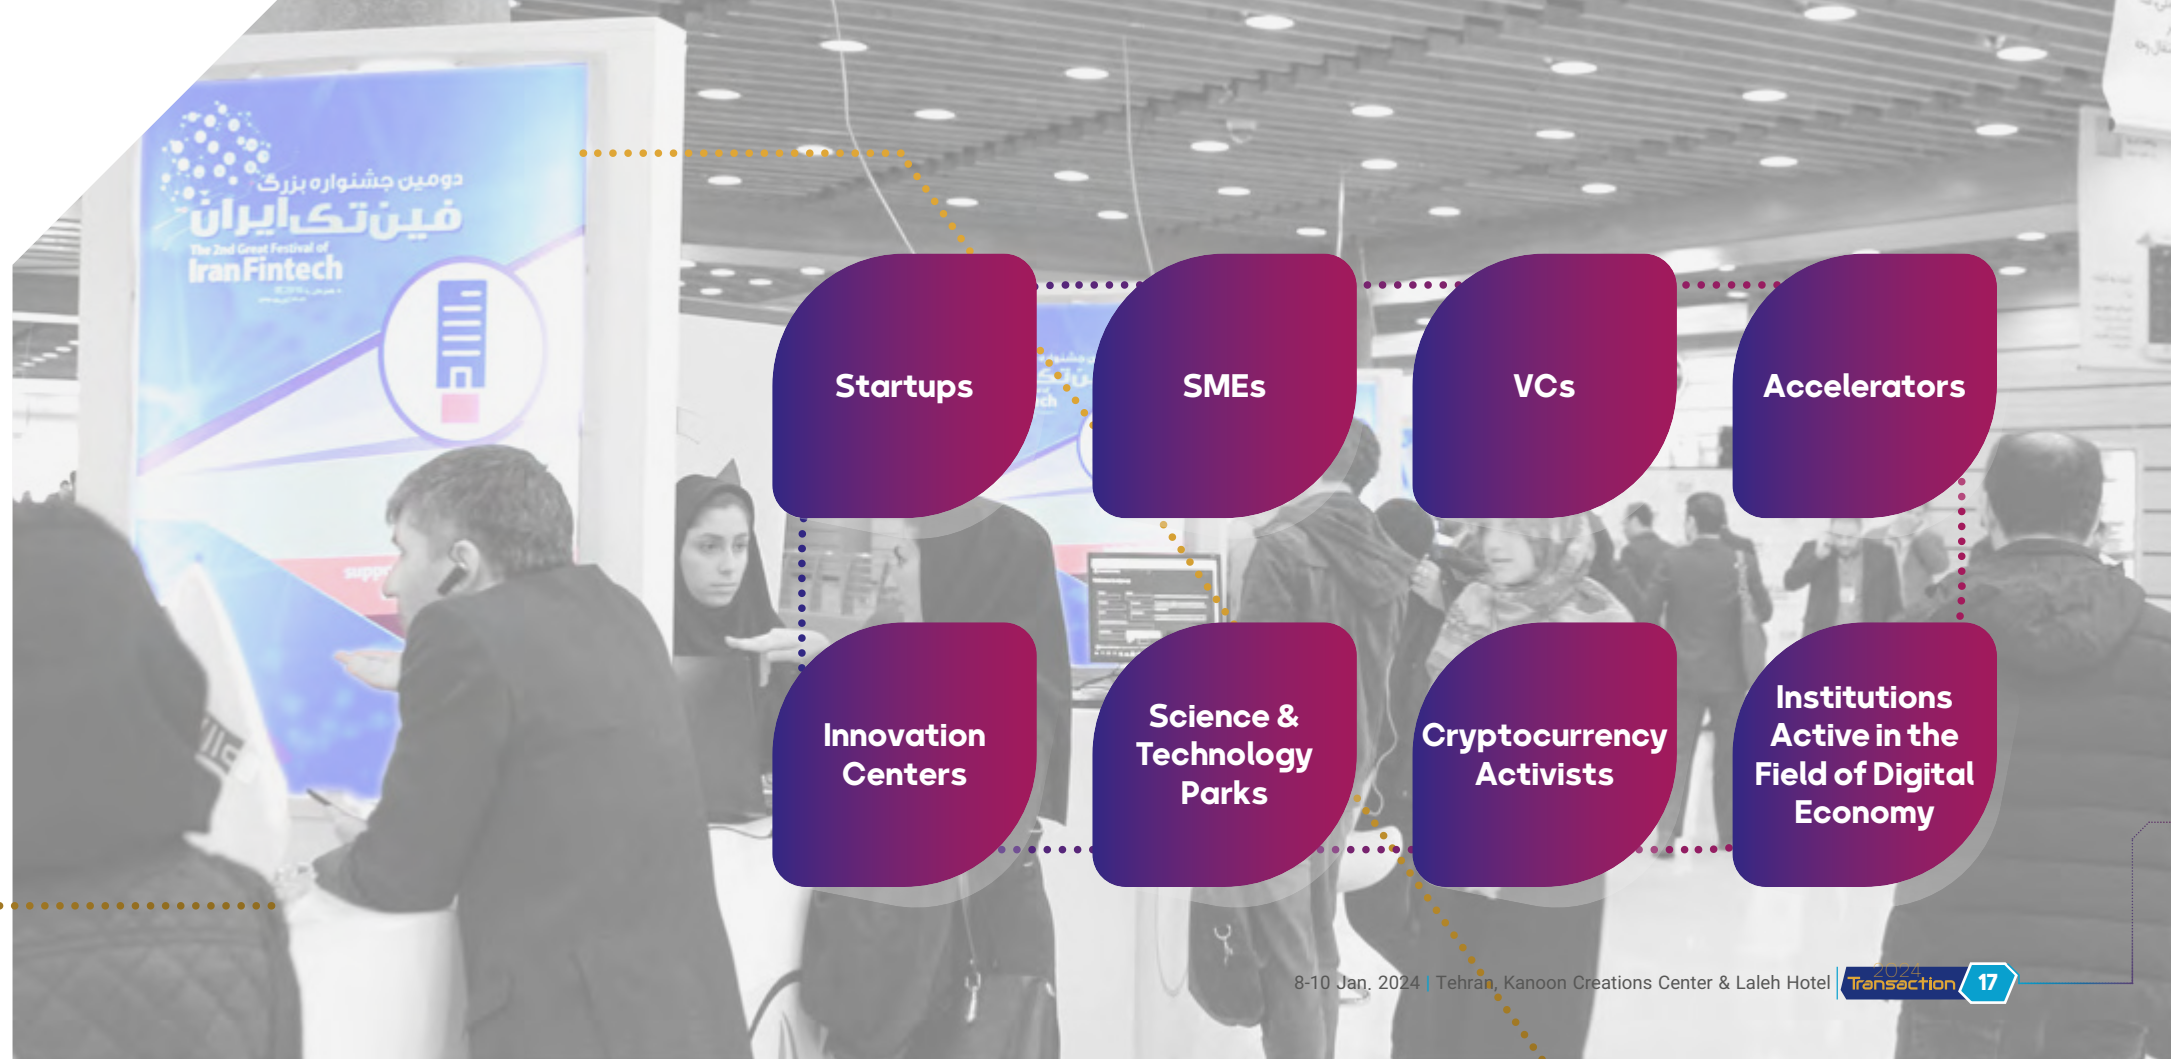 دومین جشنواره بزرگ
فین‌تک ایران
The 2nd Great Festival of
Iran Fintech
Startups
SMEs
VCs
Accelerators
Innovation
Centers
Science &
Technology
Parks
Cryptocurrency
Activists
Institutions
Active in the
Field of Digital
Economy
8-10 Jan. 2024 | Tehran, Kanoon Creations Center & Laleh Hotel
2024
Transaction
17